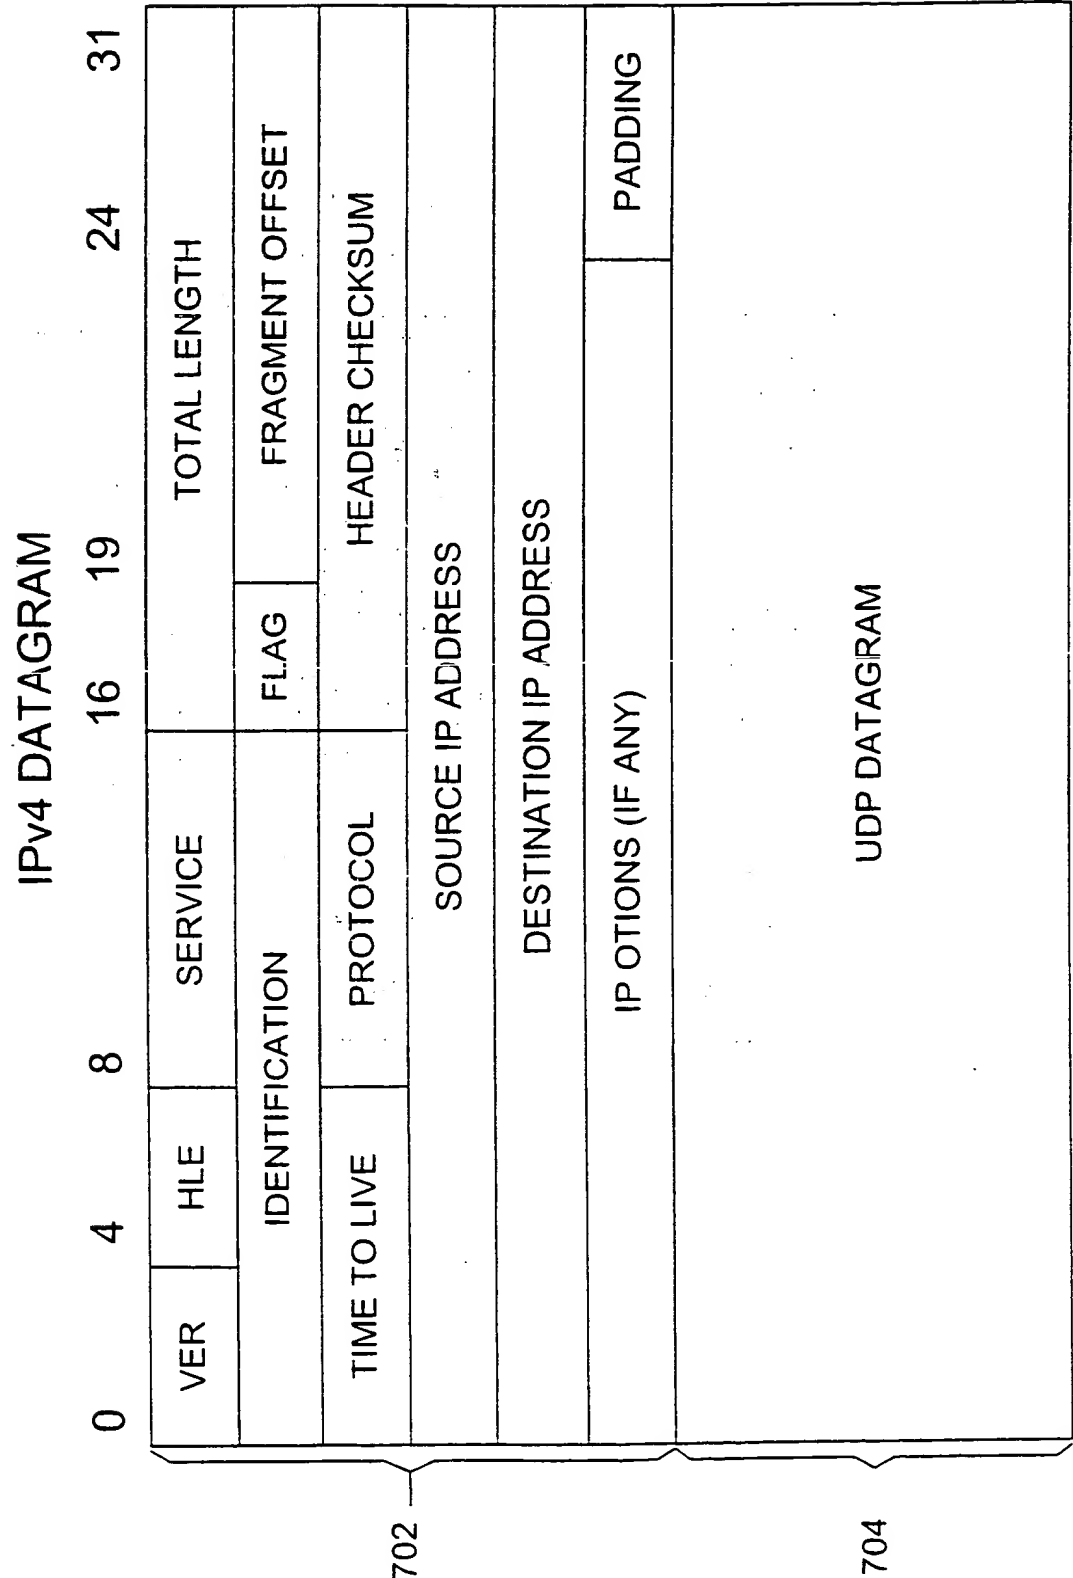 IPv4 DATAGRAM
0 4 8 16 19 24 31
VER HLE SERVICE TOTAL LENGTH
IDENTIFICATION FLAG FRAGMENT OFFSET
TIME TO LIVE PROTOCOL HEADER CHECKSUM
SOURCE IP ADDRESS
DESTINATION IP ADDRESS
IP OTIONS (IF ANY) PADDING
UDP DATAGRAM
702
704